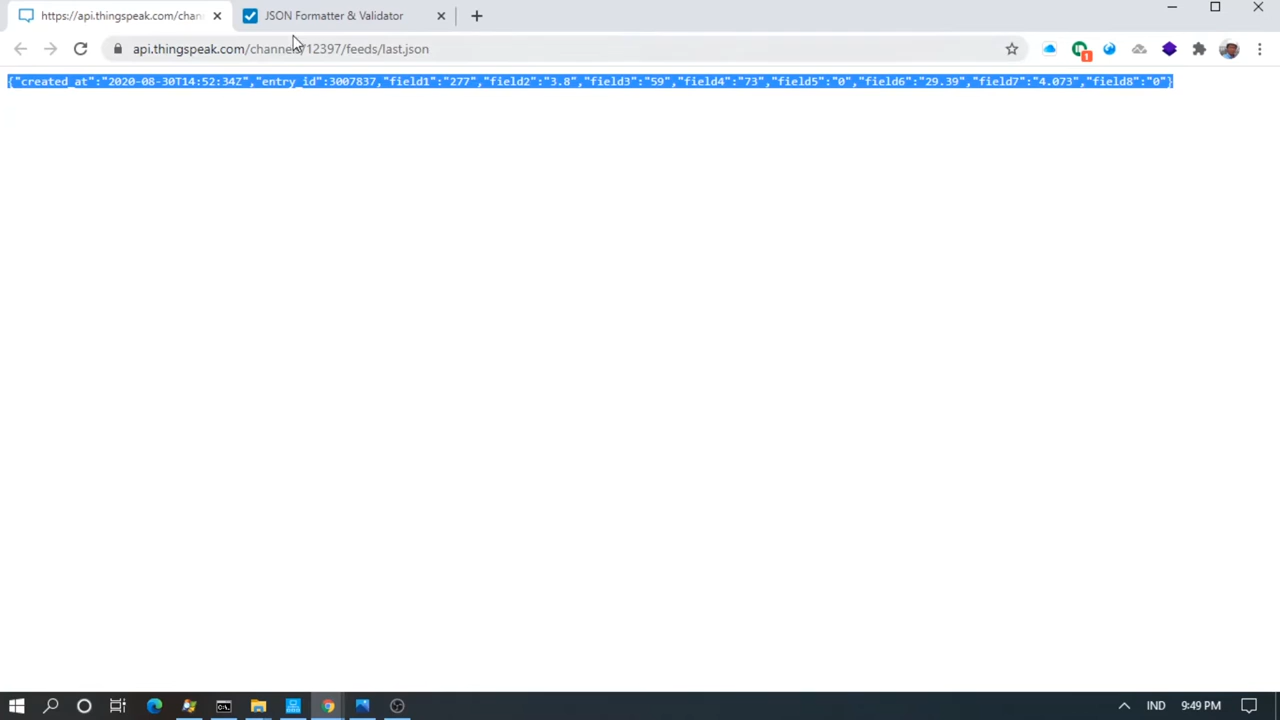 https://api.thingspeak.com/chann
JSON Formatter & Validator
api.thingspeak.com/channels/12397/feeds/last.json
1
{"created_at":"2020-08-30T14:52:34Z","entry_id":3007837,"field1":"277","field2":"3.8","field3":"59","field4":"73","field5":"0","field6":"29.39","field7":"4.073","field8":"0"}
IND
9:49 PM